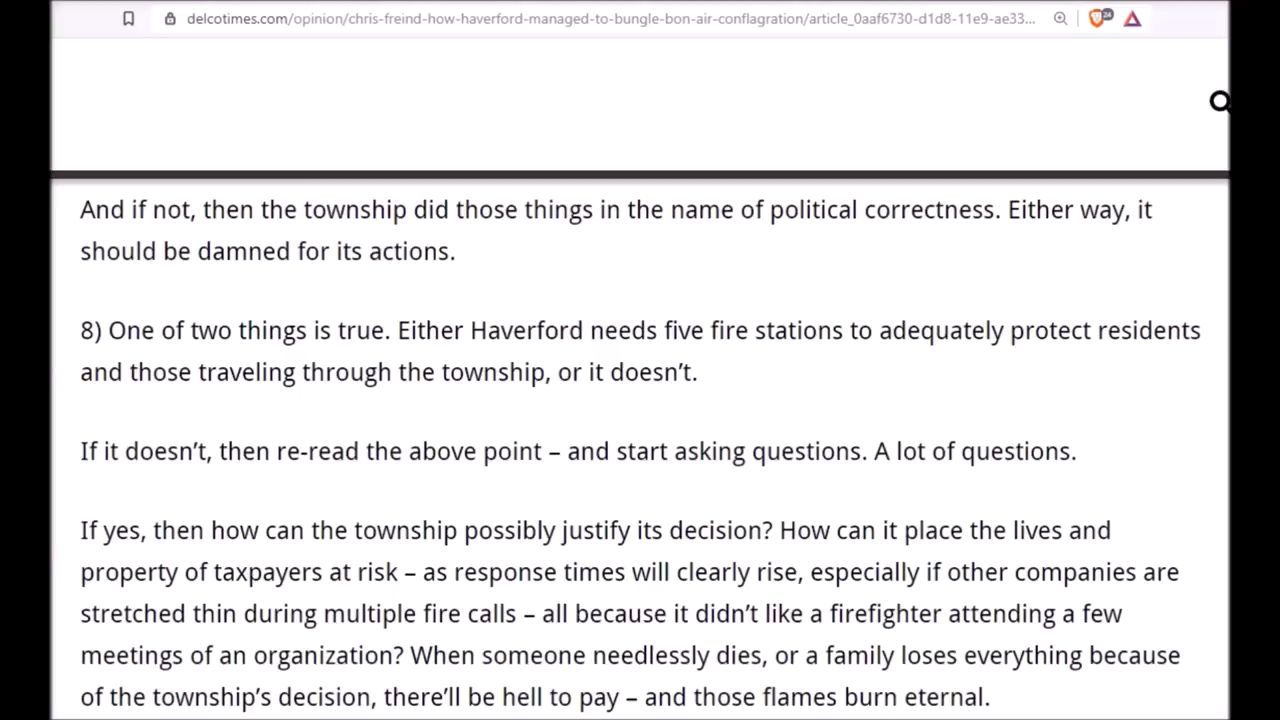 delcotimes.com/opinion/chris-freind-how-haverford-managed-to-bungle-bon-air-conflagration/article_0aaf6730-d1d8-11e9-ae33...
And if not, then the township did those things in the name of political correctness. Either way, it
should be damned for its actions.
8) One of two things is true. Either Haverford needs five fire stations to adequately protect residents
and those traveling through the township, or it doesn’t.
If it doesn’t, then re-read the above point – and start asking questions. A lot of questions.
If yes, then how can the township possibly justify its decision? How can it place the lives and
property of taxpayers at risk – as response times will clearly rise, especially if other companies are
stretched thin during multiple fire calls – all because it didn’t like a firefighter attending a few
meetings of an organization? When someone needlessly dies, or a family loses everything because
of the township’s decision, there’ll be hell to pay – and those flames burn eternal.